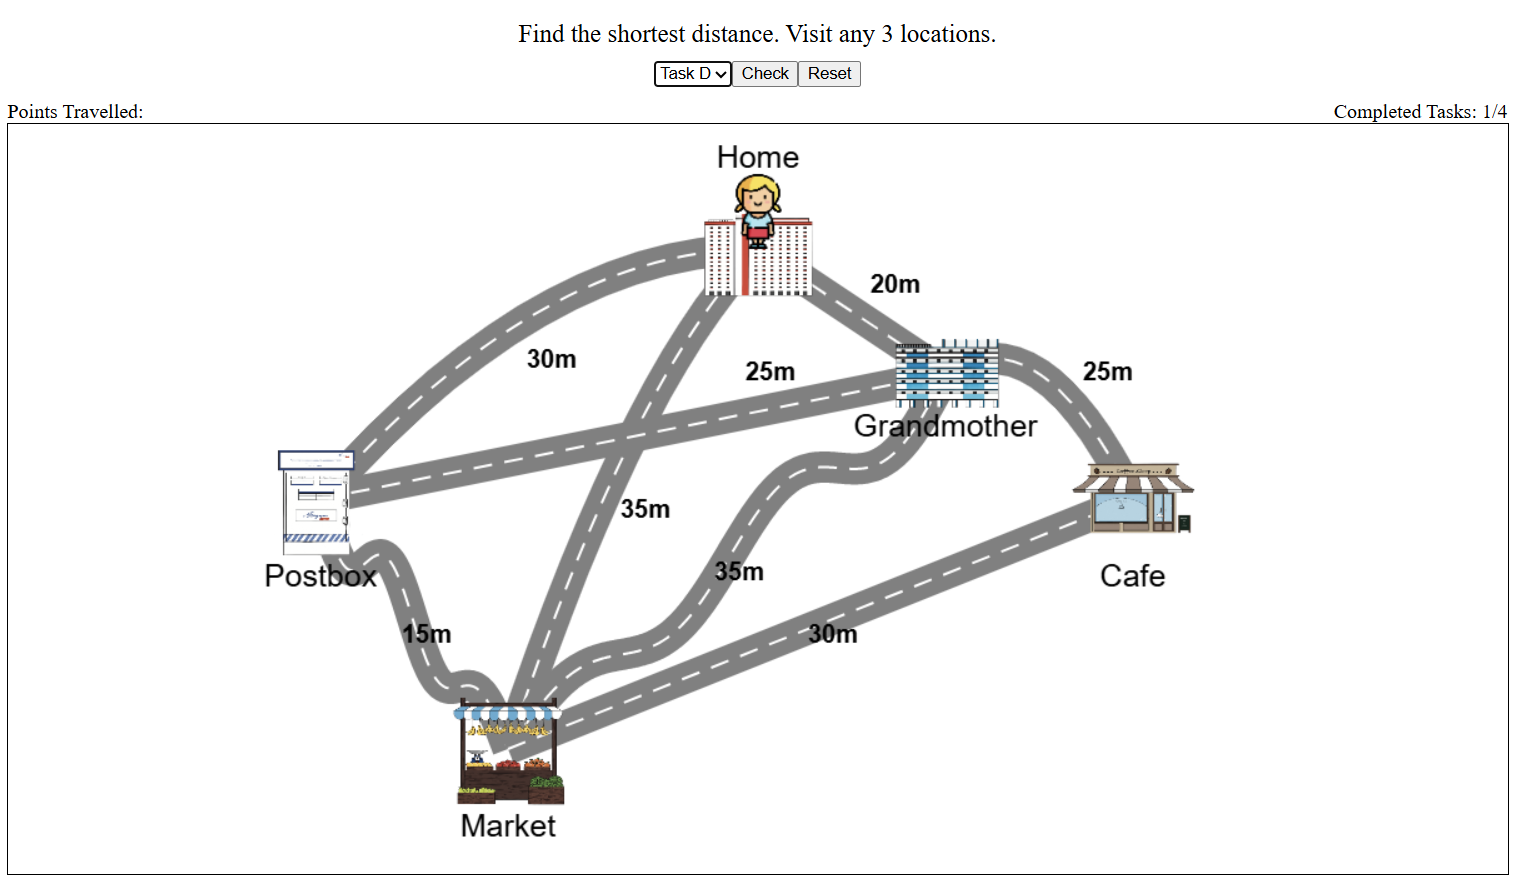 Find the shortest distance. Visit any 3 locations.
Task D Check Reset
Points Travelled:
Completed Tasks: 1/4
Home
20m
30m
25m
25m
Grandmother
35m
Postbox
35m
Cafe
15m
30m
Market